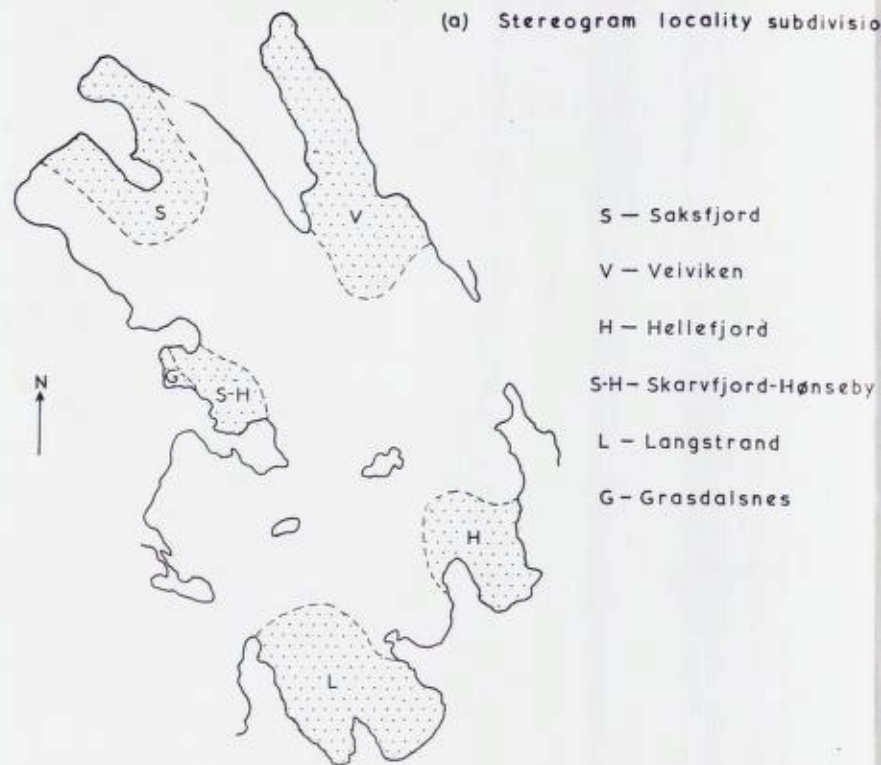 (a) Stereogram locality subdivisio
S
V
S — Saksfjord
V — Veiviken
H — Hellefjord
N
G
S-H
S-H — Skarvfjord-Hønseby
L — Langstrand
G — Grasdalsnes
H
L